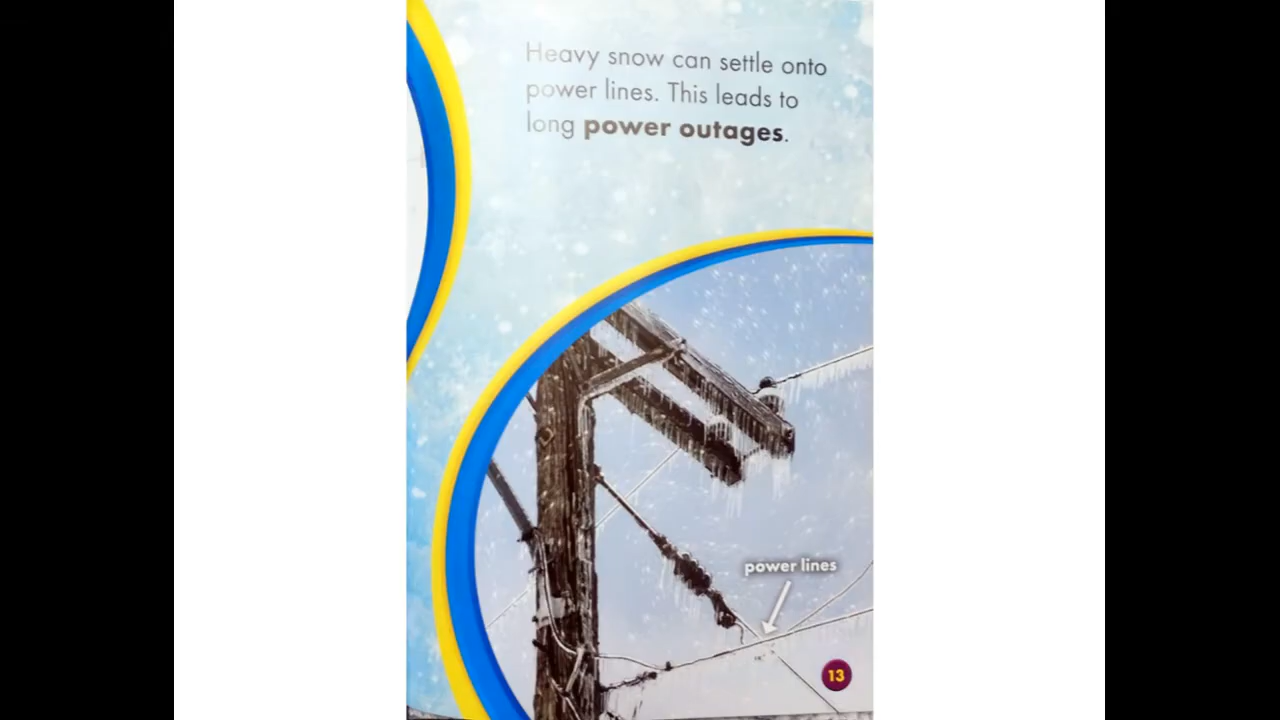 Heavy snow can settle onto
power lines. This leads to
long power outages.
power lines
13